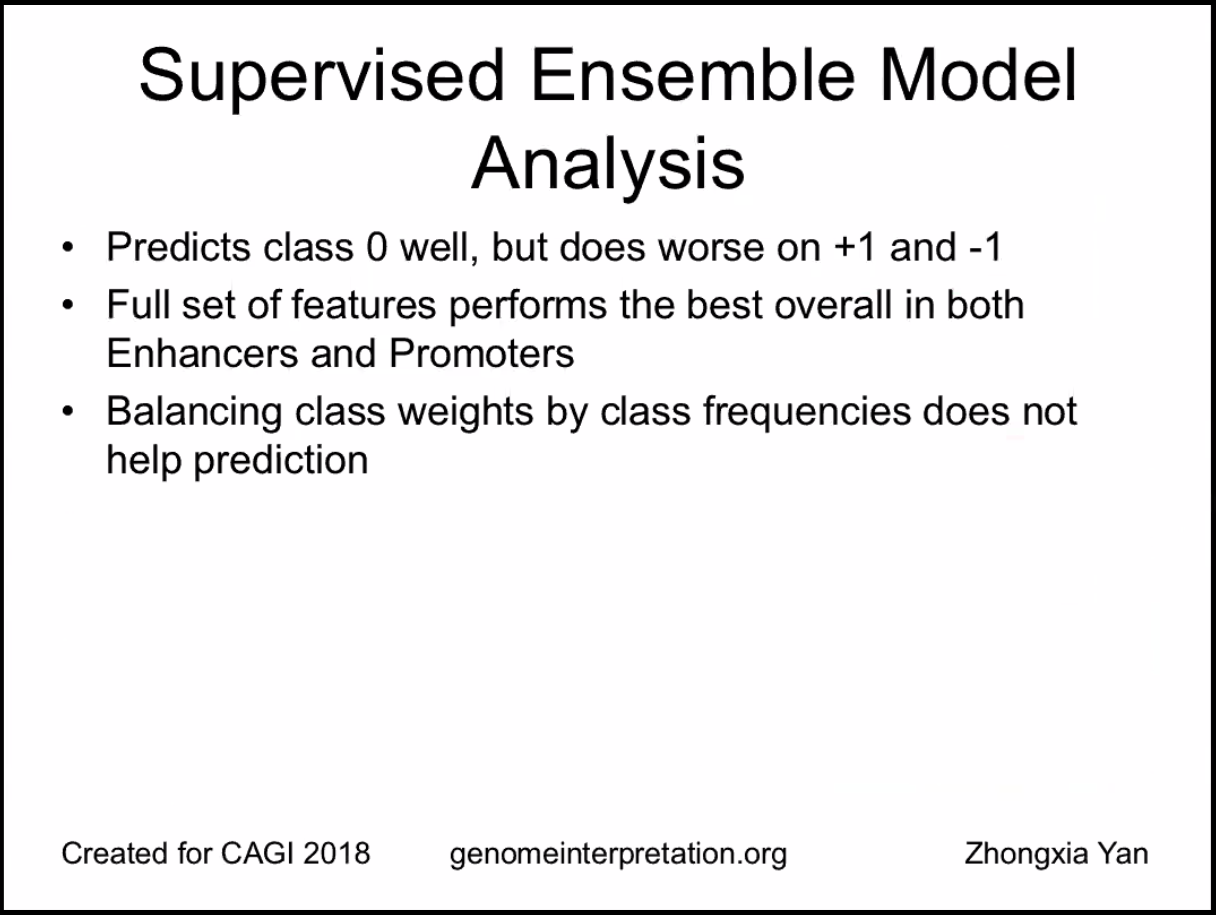 Supervised Ensemble Model
Analysis
• Predicts class 0 well, but does worse on +1 and -1
• Full set of features performs the best overall in both
Enhancers and Promoters
• Balancing class weights by class frequencies does not
help prediction
Created for CAGI 2018 genomeinterpretation.org Zhongxia Yan